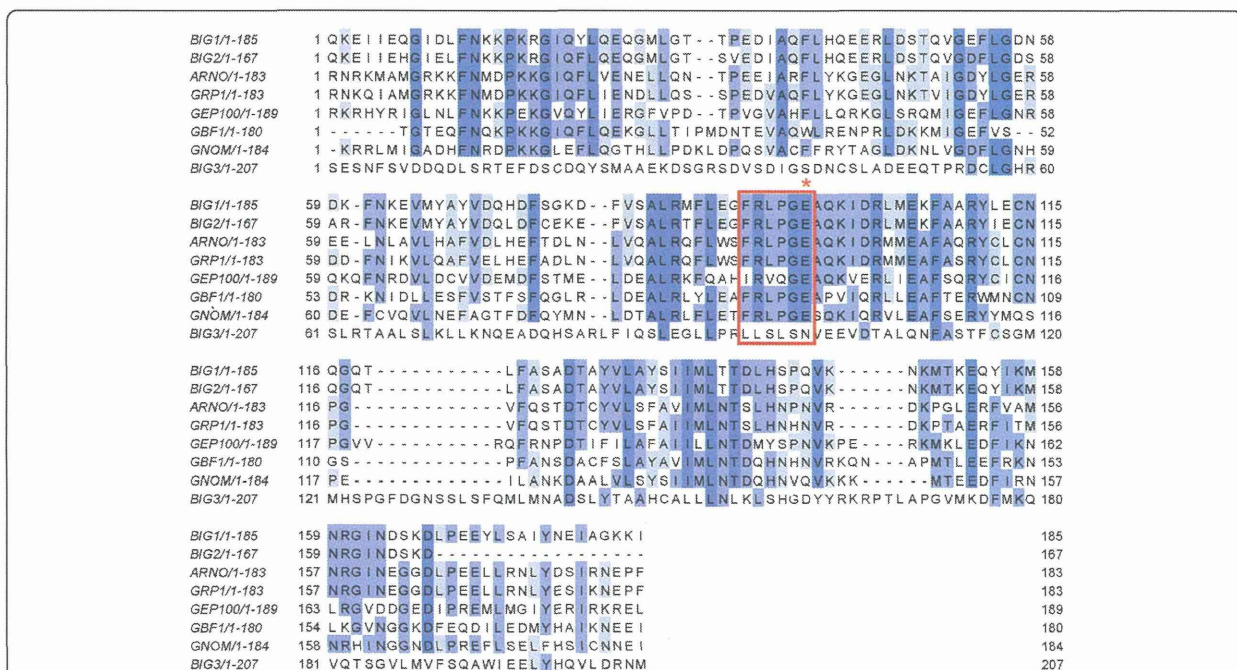 BIG1/1-185 1 QKEIIEQGIDLFNKKPKRGIQYLQEQGMLGT--TPEDIAQFLHQEERLDSTQVGEFLGDN 58
BIG2/1-167 1 QKEIIEHGIELFNKKPKRGIQFLQEQGMLGT--SVEDIAQFLHQEERLDSTQVGDFLGDS 58
ARNO/1-183 1 RNRKMAMGRKKFNMDPKKGIQFLVENELLQN--TPEEIARFLYKGEGLNKTAIGDYLGER 58
GRP1/1-183 1 RNKQIAMGRKKFNMDPKKGIQFLIENDLLQS--SPEDVAQFLYKGEGLNKTVIGDYLGER 58
GEP100/1-189 1 RKRHYRIGLNLFNKKPEKGVQYLIERGFVPD--TPVGVAHFLLQRKGLSRQMIGEFLGNR 58
GBF1/1-180 1 ------TGTEQFNQKPKKGIQFLQEKGLLTIPMDNTEVAQWLRENPRLDKKMIGEFVS-- 52
GNOM/1-184 1 -KRRLMIGADHFNRDPKKGLEFLQGTHLLPDKLDPQSVACFFRYTAGLDKNLVGDFLGNH 59
BIG3/1-207 1 SESNFSVDDQQDLSRTEFDSCDQYSMAAEKDSGRSDVSDIGSDNCSLADEEQTPRDCLGHR 60
*
BIG1/1-185 59 DK-FNKEVMYAYVDQHDFSGKD--FVSALRMFLEGFRLPGEAQKIDRLMEKFAARYLECN 115
BIG2/1-167 59 AR-FNKEVMYAYVDQLDFCEKE--FVSALRTFLEGFRLPGEAQKIDRLMEKFAARYIECN 115
ARNO/1-183 59 EE-LNLAVLHAFVDLHEFTDLN--LVQALRQFLWSFRLPGEAQKIDRMMEAFAQRYCLCN 115
GRP1/1-183 59 DD-FNIKVLQAFVELHEFADLN--LVQALRQFLWSFRLPGEAQKIDRMMEAFASRYCLCN 115
GEP100/1-189 59 QKQFNRDVLDCVVDEMDFSTME--LDEALRKFQAHIRVQGEAQKVERLIEAFSQRYCICN 116
GBF1/1-180 53 DR-KNIDLLESFVSTFSFQGLR--LDEALRLYLEAFRLPGEAPVIQRLLEAFTERWMNCN 109
GNOM/1-184 60 DE-FCVQVLNEFAGTFDFQYMN--LDTALRLFLETFRLPGESQKIQRVLEAFSERYYMQS 116
BIG3/1-207 61 SLRTAALSLKLLKNQEADQHSARLFIQSLEGLLPRLLSLSNVEEVDTALQNFASTFCSGM 120
BIG1/1-185 116 QGQT-----------LFASADTAYVLAYSIIMLTTDLHSPQVK-----NKMTKEQYIKM 158
BIG2/1-167 116 QGQT-----------LFASADTAYVLAYSIIMLTTDLHSPQVK-----NKMTKEQYIKM 158
ARNO/1-183 116 PG-------------VFQSTDTCYVLSFAVIMLNTSLHNPNVR-----DKPGLERFVAM 156
GRP1/1-183 116 PG-------------VFQSTDTCYVLSFAIIMLNTSLHNHNVR-----DKPTAERFITM 156
GEP100/1-189 117 PGVV----------RQFRNPDTIFILAFAIILLNTDMYSPNVKPE---RKMKLEDFIKN 162
GBF1/1-180 110 GS-------------PFANSDACFSLAYAVIMLNTDQHNHNVRKQN--APMTLEEFRKN 153
GNOM/1-184 117 PE-------------ILANKDAALVLSYSIIMLNTDQHNVQVKKK---MTEEDFIRN 157
BIG3/1-207 121 MHSPGFDGNSSLSFQMLMNADSLYTAAHCALLLNLKLSHGDYYRKRPTLAPGVMKDFMKQ 180
BIG1/1-185 159 NRGINDSKDLPEEYLSAIYNEIAGKKI 185
BIG2/1-167 159 NRGINDSKD------------------ 167
ARNO/1-183 157 NRGINEGGDLPEELLRNLYDSIRNEPF 183
GRP1/1-183 157 NRGINEGGDLPEELLRNLYESIKNEPF 183
GEP100/1-189 163 LRGVDDGEDIPREMLMGIYERIRKREL 189
GBF1/1-180 154 LKGVNGGKDFEQDILEDMYHAIKNEEI 180
GNOM/1-184 158 NRHINGGNDLPREFLSELFHSICNNEI 184
BIG3/1-207 181 VQTSGVLMVFSQAWIEELYHQVLDRNM 207